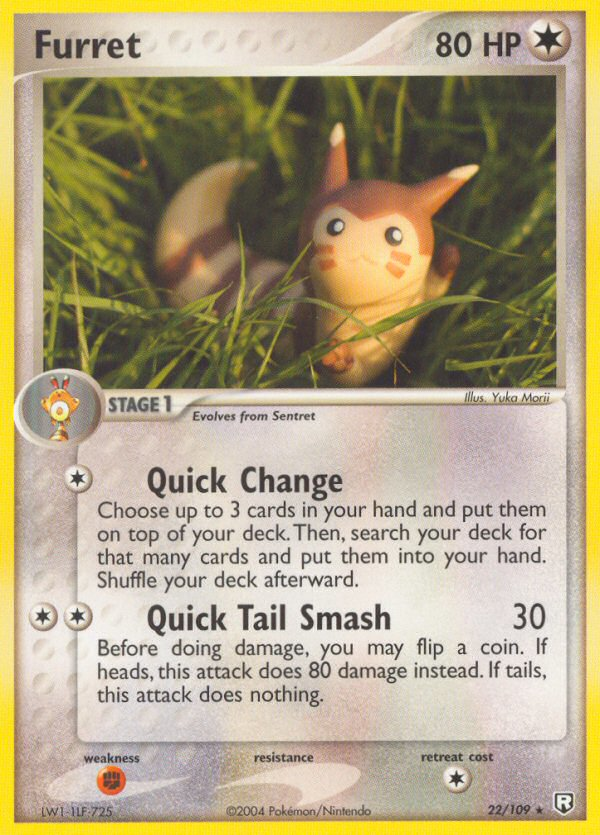 Furret 80 HP
Illus. Yuka Morii
STAGE 1
Evolves from Sentret
Quick Change
Choose up to 3 cards in your hand and put them
on top of your deck. Then, search your deck for
that many cards and put them into your hand.
Shuffle your deck afterward.
Quick Tail Smash 30
Before doing damage, you may flip a coin. If
heads, this attack does 80 damage instead. If tails,
this attack does nothing.
weakness resistance retreat cost
LW1-1LF-725 ©2004 Pokémon/Nintendo 22/109 ★ R